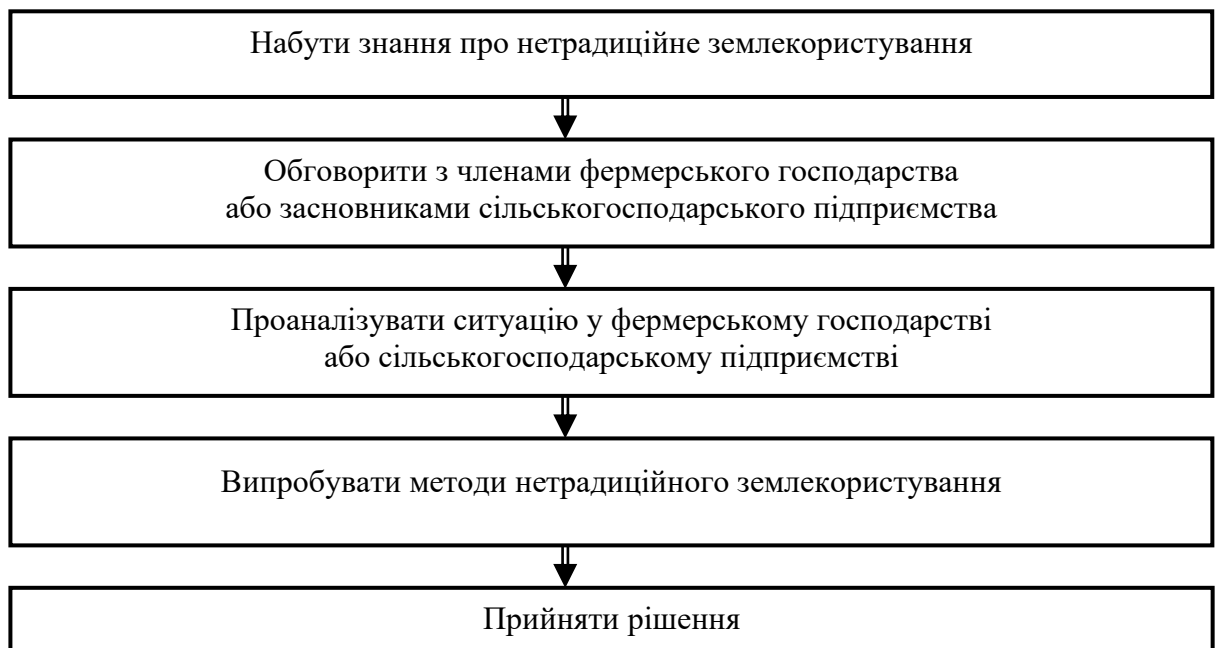 Набути знання про нетрадиційне землекористування
Обговорити з членами фермерського господарства
або засновниками сільськогосподарського підприємства
Проаналізувати ситуацію у фермерському господарстві
або сільськогосподарському підприємстві
Випробувати методи нетрадиційного землекористування
Прийняти рішення